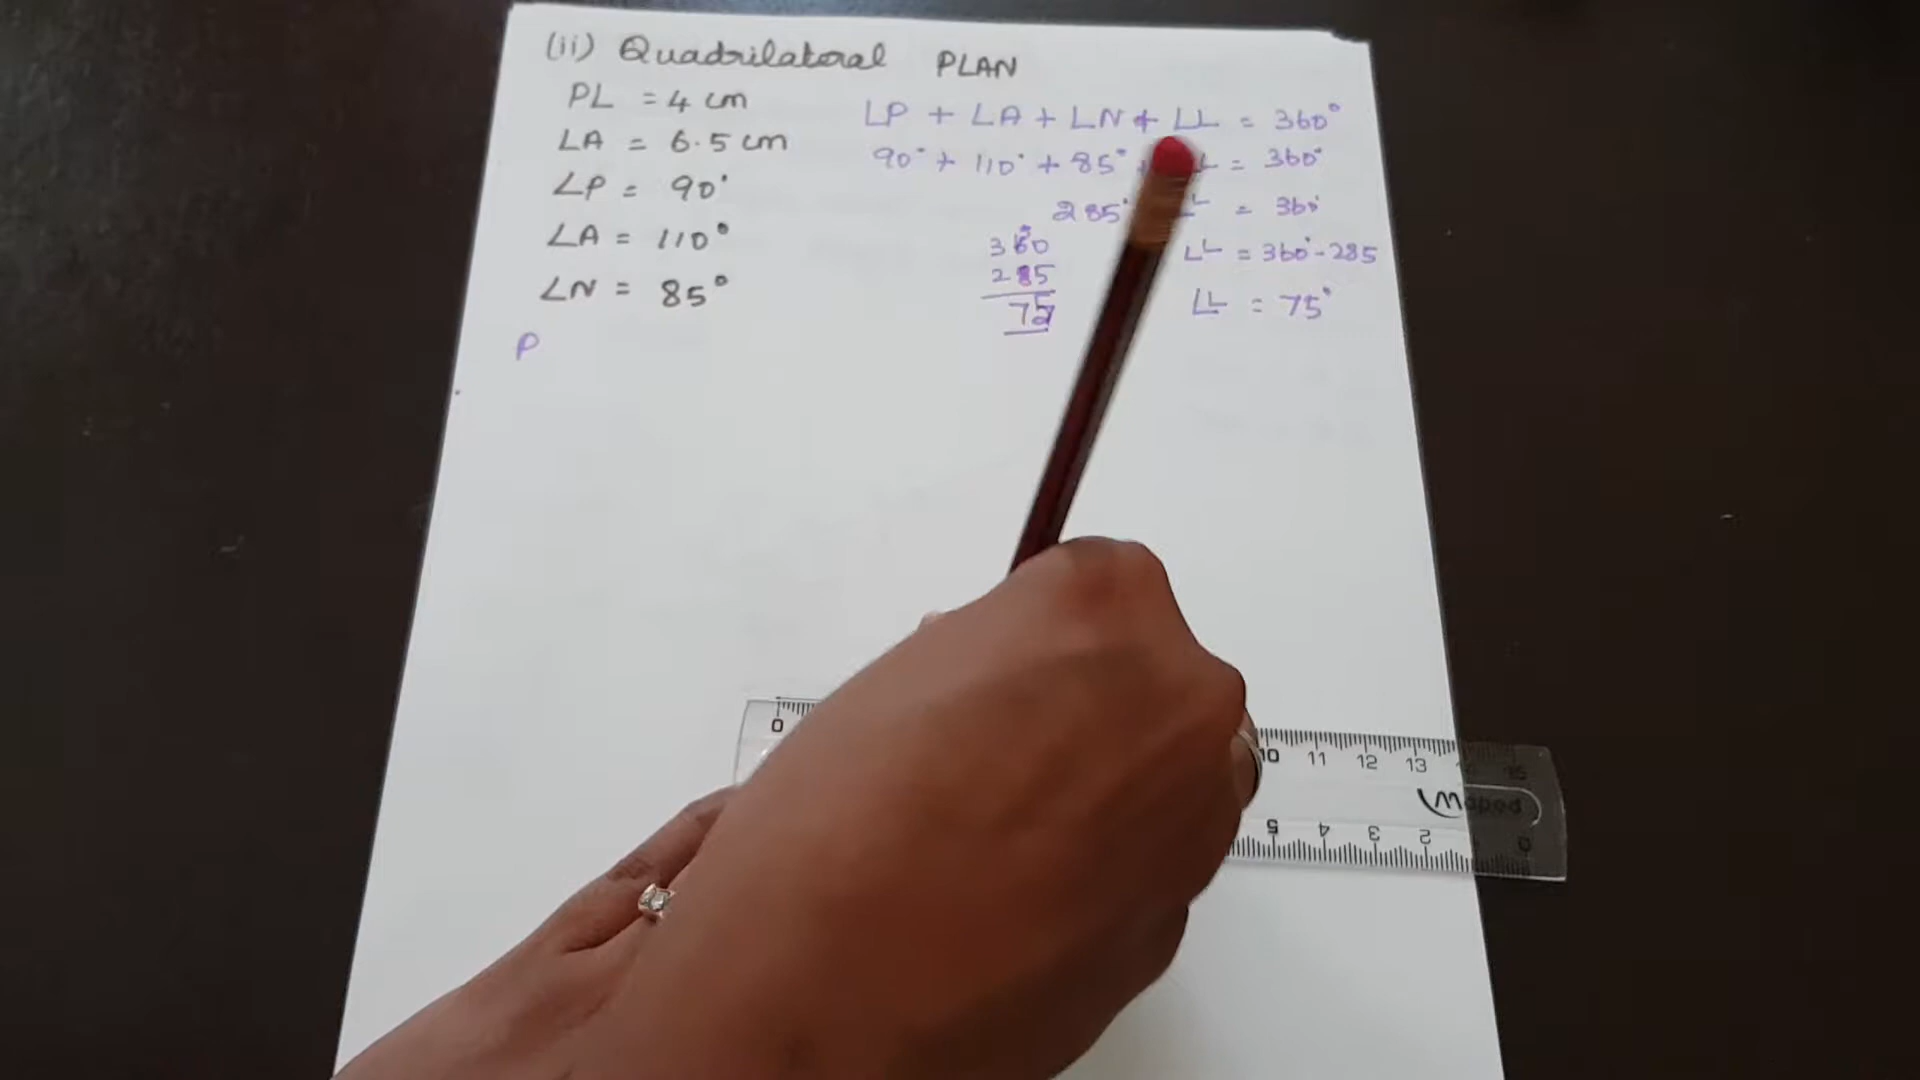 (ii) Quadrilateral PLAN
PL = 4 cm
LA = 6.5 cm
∠P = 90°
∠A = 110°
∠N = 85°
P
∠P + ∠A + ∠N + ∠L = 360°
90° + 110° + 85° + = 360°
285° = 360°
∠L = 360° - 285
∠L = 75°
360
285
75
0 10 11 12 13 15
Maped
5 4 3 2 0